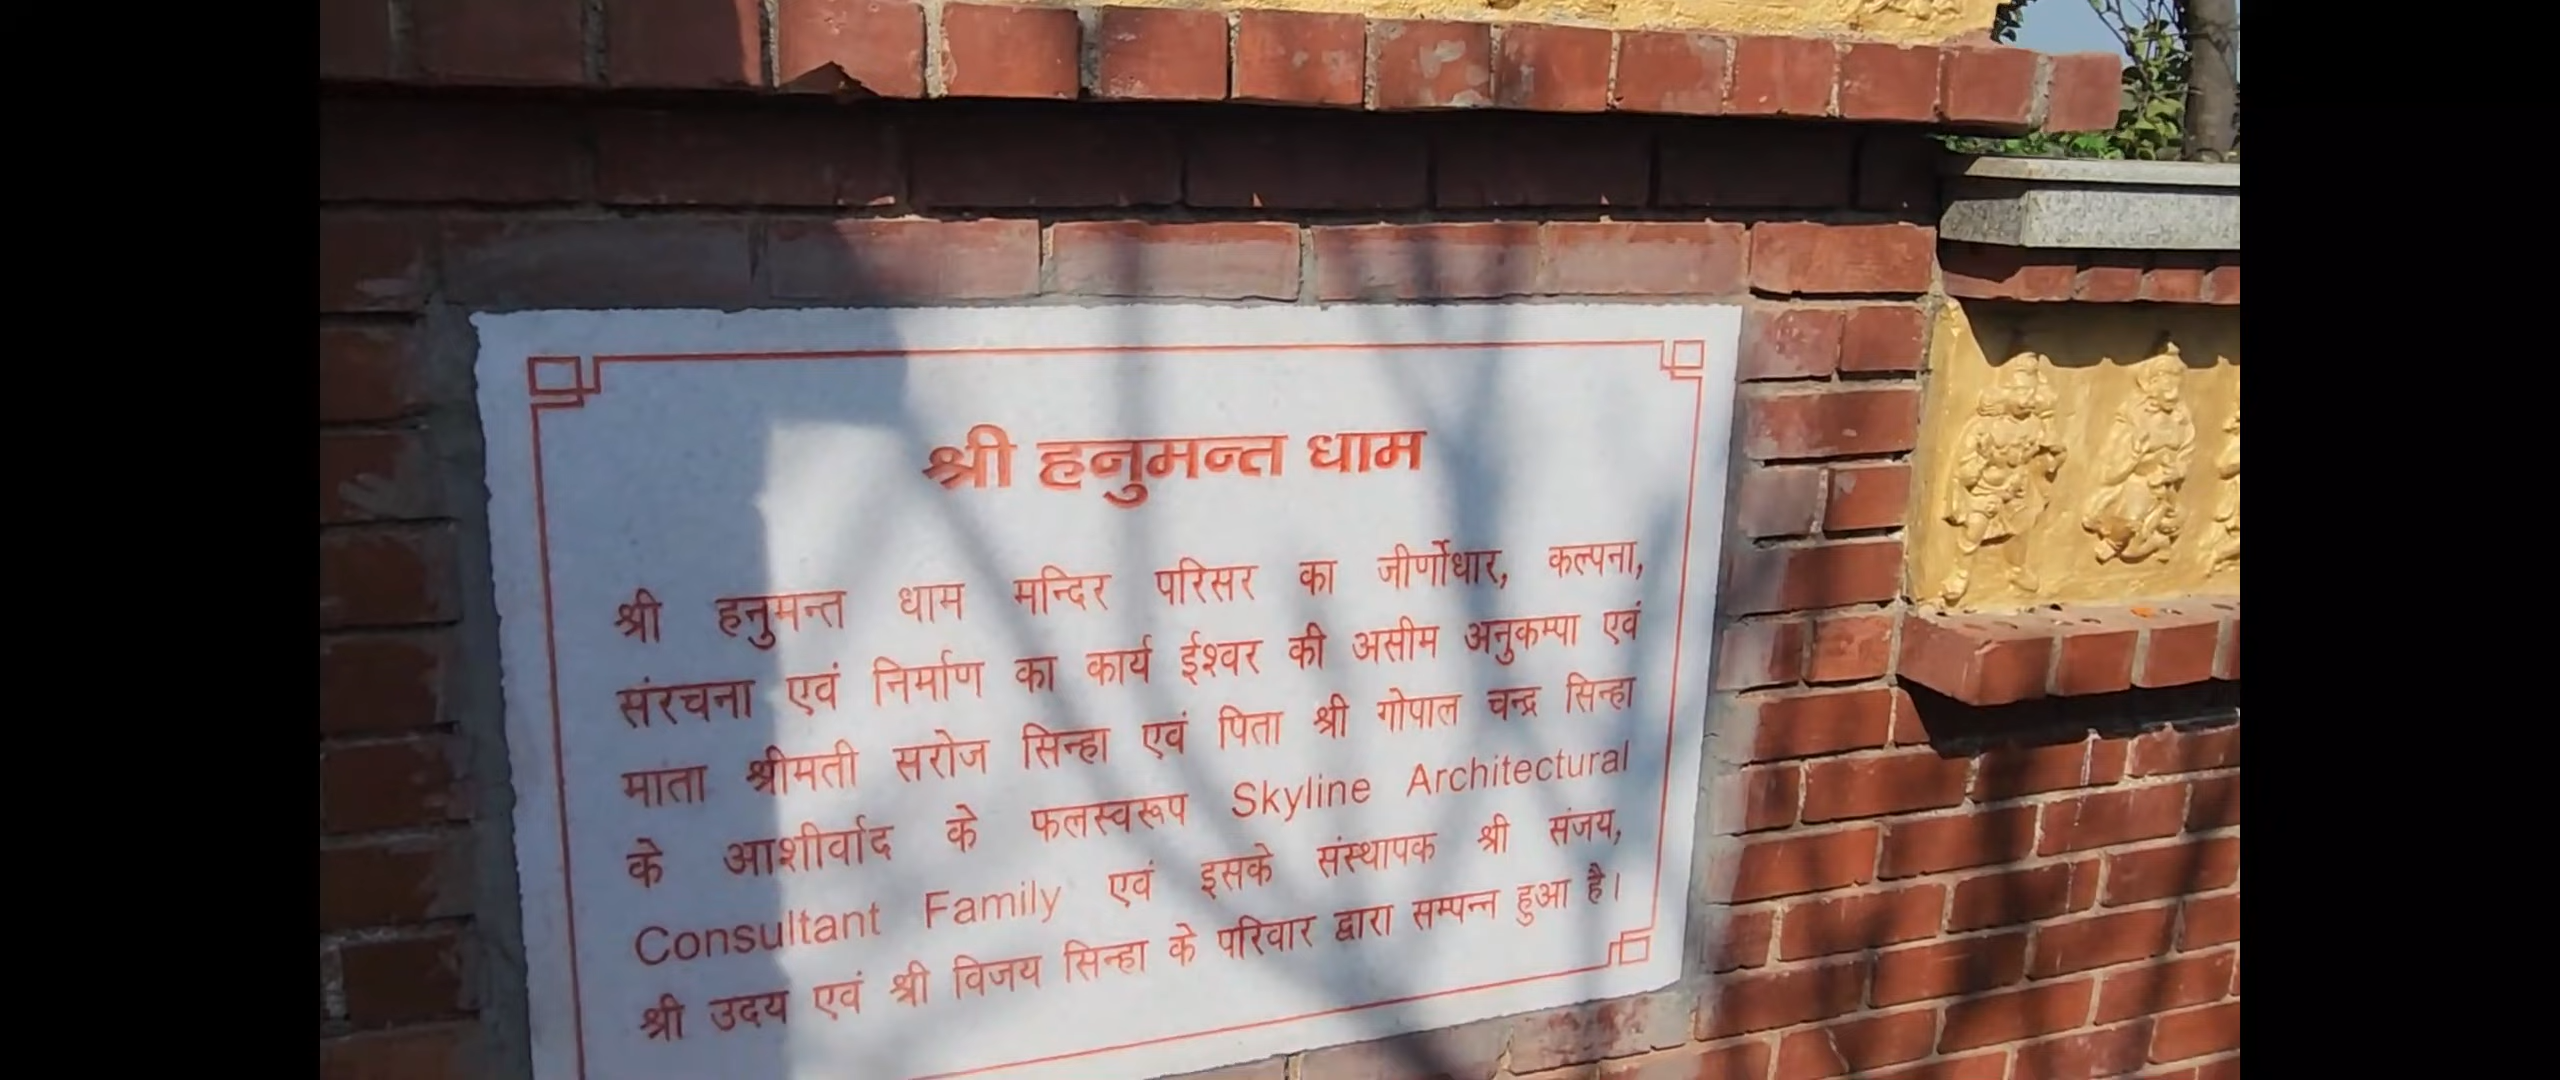 श्री हनुमन्त धाम
श्री हनुमन्त धाम मन्दिर परिसर का जीर्णोधार, कल्पना,
संरचना एवं निर्माण का कार्य ईश्वर की असीम अनुकम्पा एवं
माता श्रीमती सरोज सिन्हा एवं पिता श्री गोपाल चन्द्र सिन्हा
के आशीर्वाद के फलस्वरूप Skyline Architectural
Consultant Family एवं इसके संस्थापक श्री संजय,
श्री उदय एवं श्री विजय सिन्हा के परिवार द्वारा सम्पन्न हुआ है।